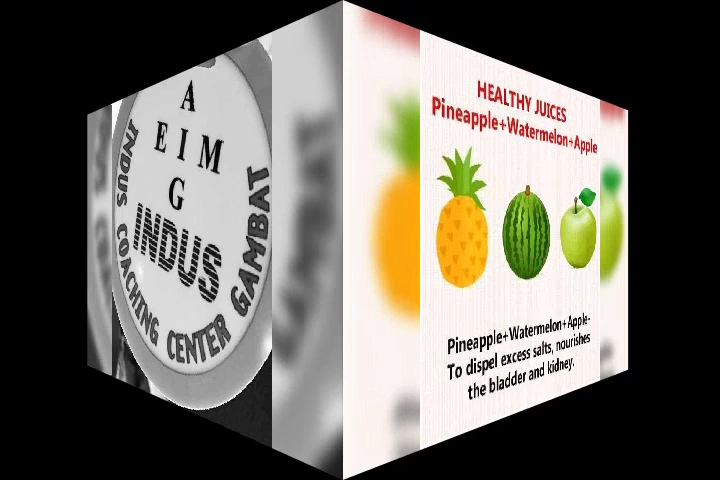 A
E I M
G
INDUS
INDUS COACHING CENTER GAMBAT
HEALTHY JUICES
Pineapple+Watermelon+Apple
Pineapple+Watermelon+Apple-
To dispel excess salts, nourishes
the bladder and kidney.